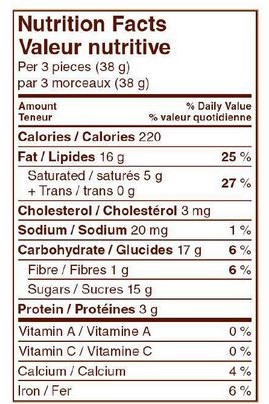 Nutrition Facts
Valeur nutritive
Per 3 pieces (38 g)
par 3 morceaux (38 g)
Amount % Daily Value
Teneur % valeur quotidienne
Calories / Calories 220
Fat / Lipides 16 g 25 %
Saturated / saturés 5 g
+ Trans / trans 0 g 27 %
Cholesterol / Cholestérol 3 mg
Sodium / Sodium 20 mg 1 %
Carbohydrate / Glucides 17 g 6 %
Fibre / Fibres 1 g 6 %
Sugars / Sucres 15 g
Protein / Protéines 3 g
Vitamin A / Vitamine A 0 %
Vitamin C / Vitamine C 0 %
Calcium / Calcium 4 %
Iron / Fer 6 %